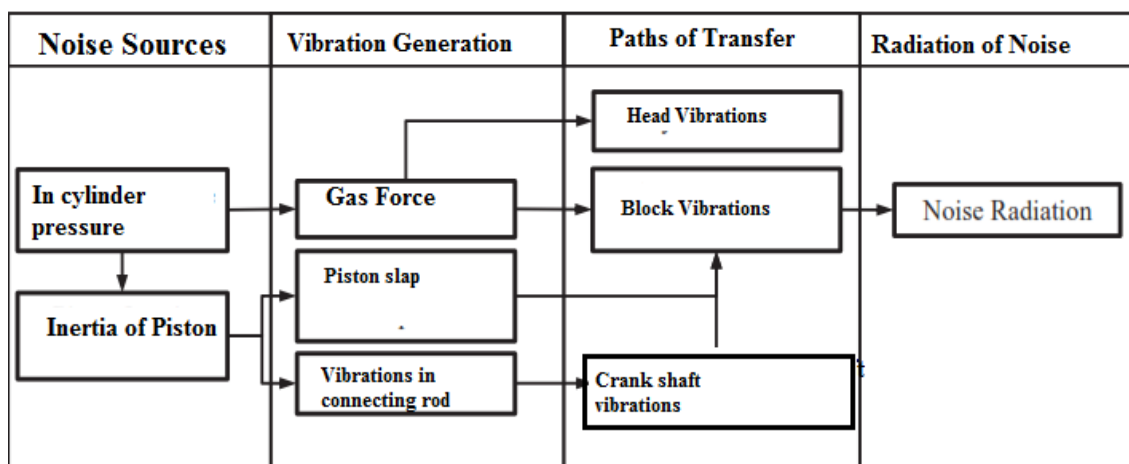 Noise Sources
Vibration Generation
Paths of Transfer
Radiation of Noise
Head Vibrations
In cylinder
pressure
Gas Force
Block Vibrations
Noise Radiation
Piston slap
Inertia of Piston
Vibrations in
connecting rod
Crank shaft
vibrations